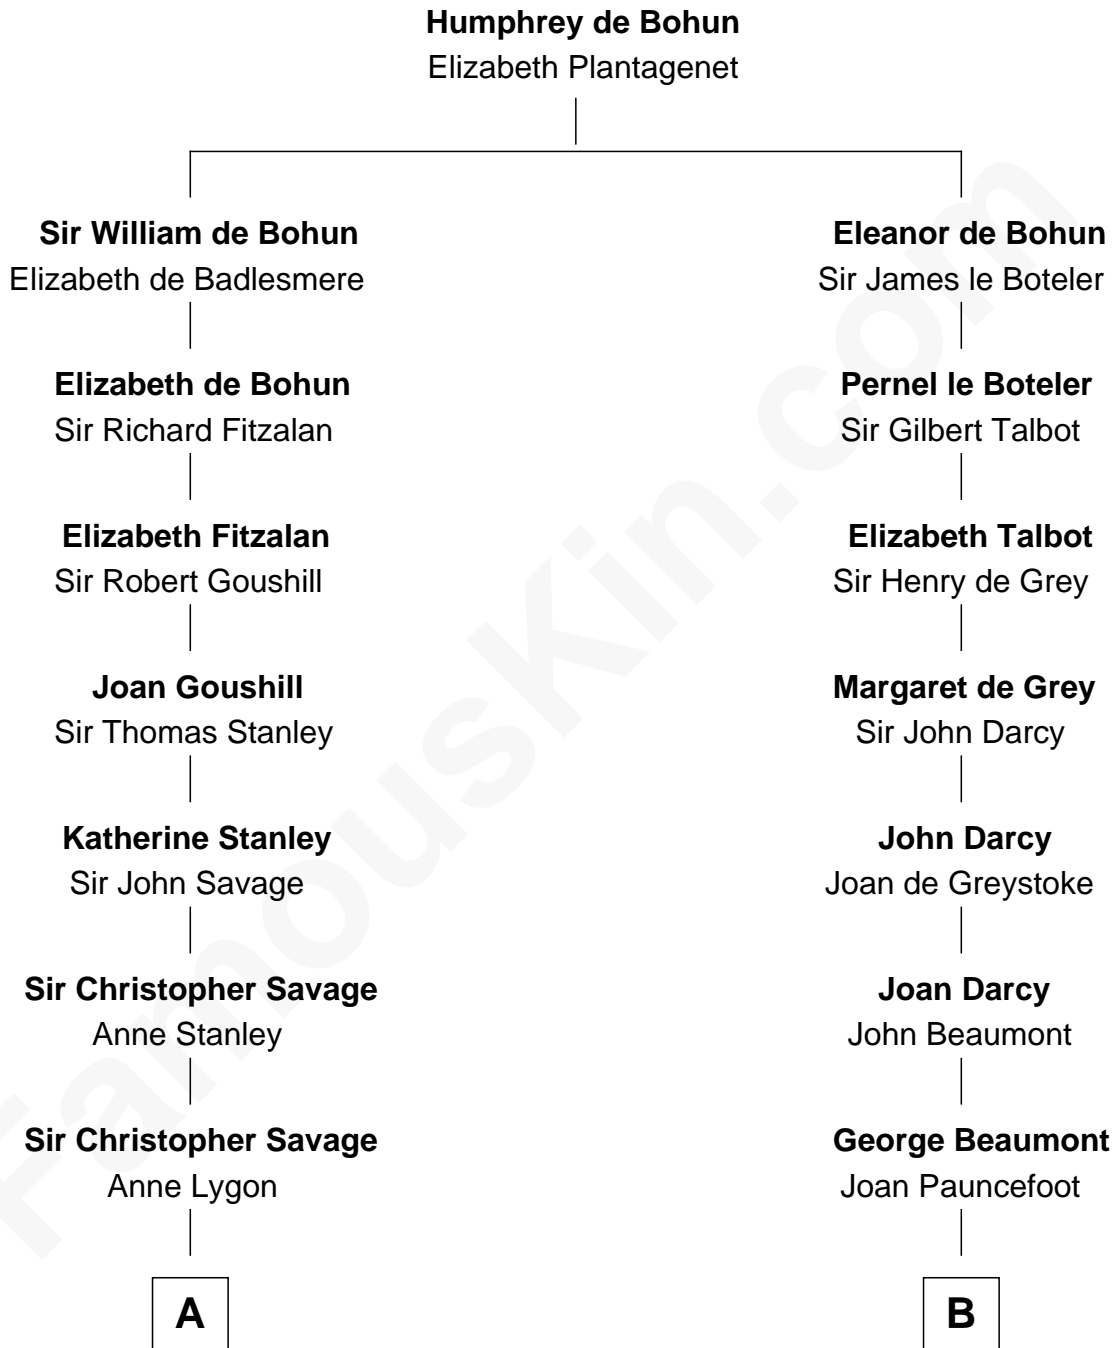 Humphrey de Bohun
Elizabeth Plantagenet
Sir William de Bohun
Elizabeth de Badlesmere
Eleanor de Bohun
Sir James le Boteler
Elizabeth de Bohun
Sir Richard Fitzalan
Pernel le Boteler
Sir Gilbert Talbot
Elizabeth Fitzalan
Sir Robert Goushill
Elizabeth Talbot
Sir Henry de Grey
Joan Goushill
Sir Thomas Stanley
Margaret de Grey
Sir John Darcy
Katherine Stanley
Sir John Savage
John Darcy
Joan de Greystoke
Sir Christopher Savage
Anne Stanley
Joan Darcy
John Beaumont
Sir Christopher Savage
Anne Lygon
George Beaumont
Joan Pauncefoot
A
B
FamousKin.com